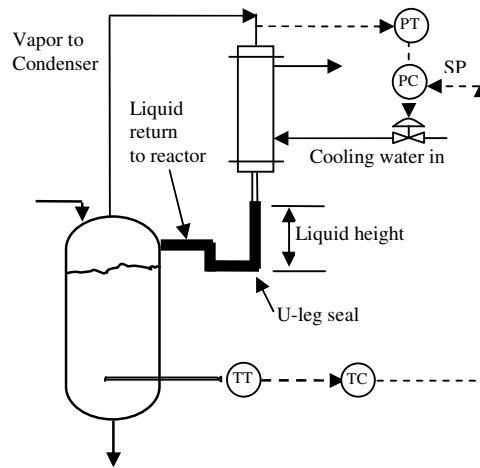 Vapor to
Condenser
PT
PC
SP
Liquid
return
to reactor
Cooling water in
Liquid height
U-leg seal
TT
TC